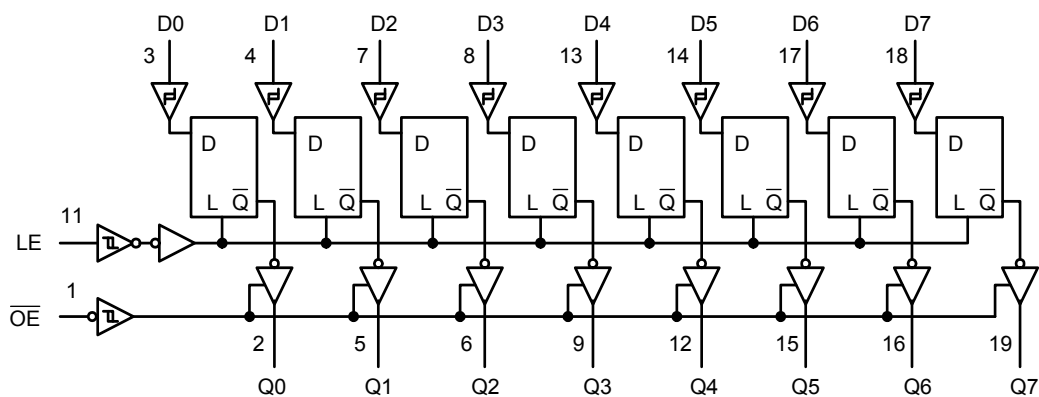 D0 D1 D2 D3 D4 D5 D6 D7
3 4 7 8 13 14 17 18
D D D D D D D D
L Q̅ L Q̅ L Q̅ L Q̅ L Q̅ L Q̅ L Q̅ L Q̅
11
LE
1
O̅E̅
2 5 6 9 12 15 16 19
Q0 Q1 Q2 Q3 Q4 Q5 Q6 Q7